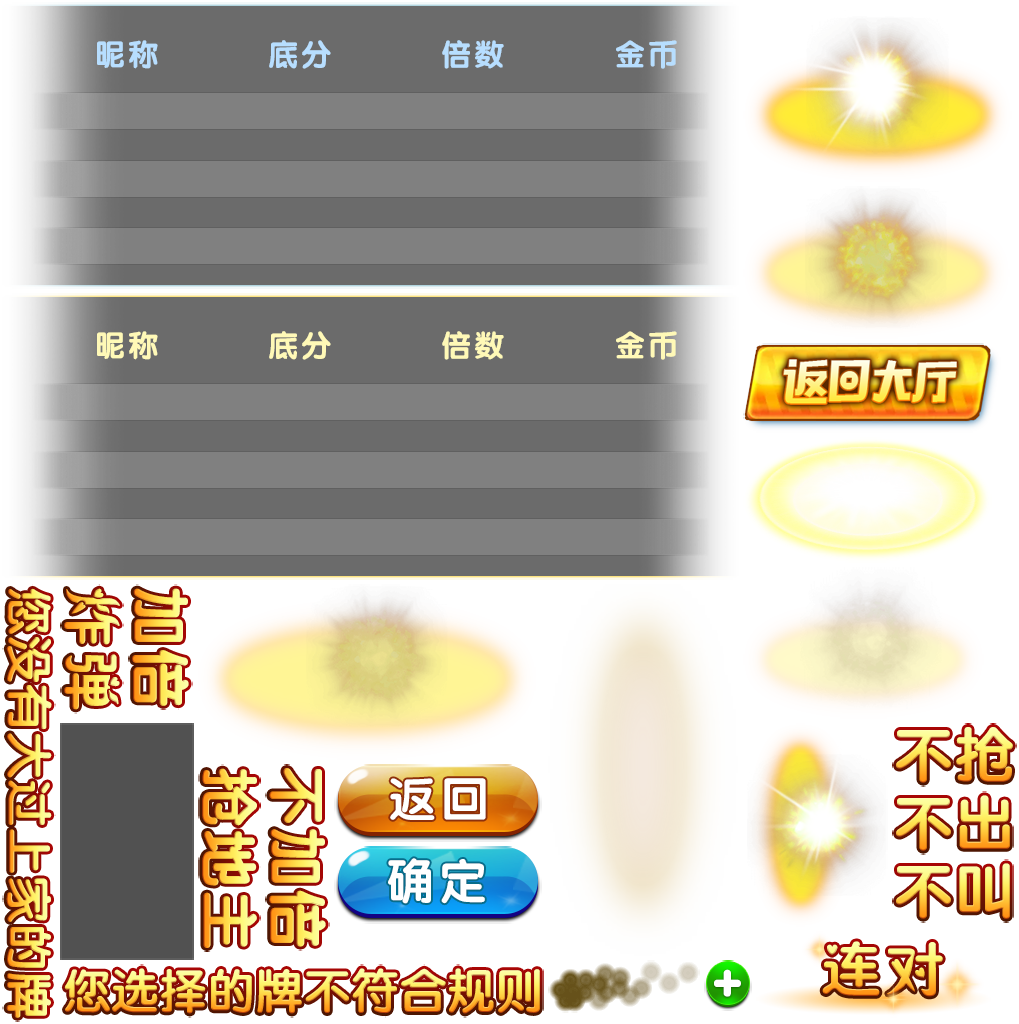 昵称 底分 倍数 金币
昵称 底分 倍数 金币
返回大厅
加倍
炸弹
您没有大过上家的牌
不加倍
抢地主
返回
确定
不抢
不出
不叫
连对
您选择的牌不符合规则